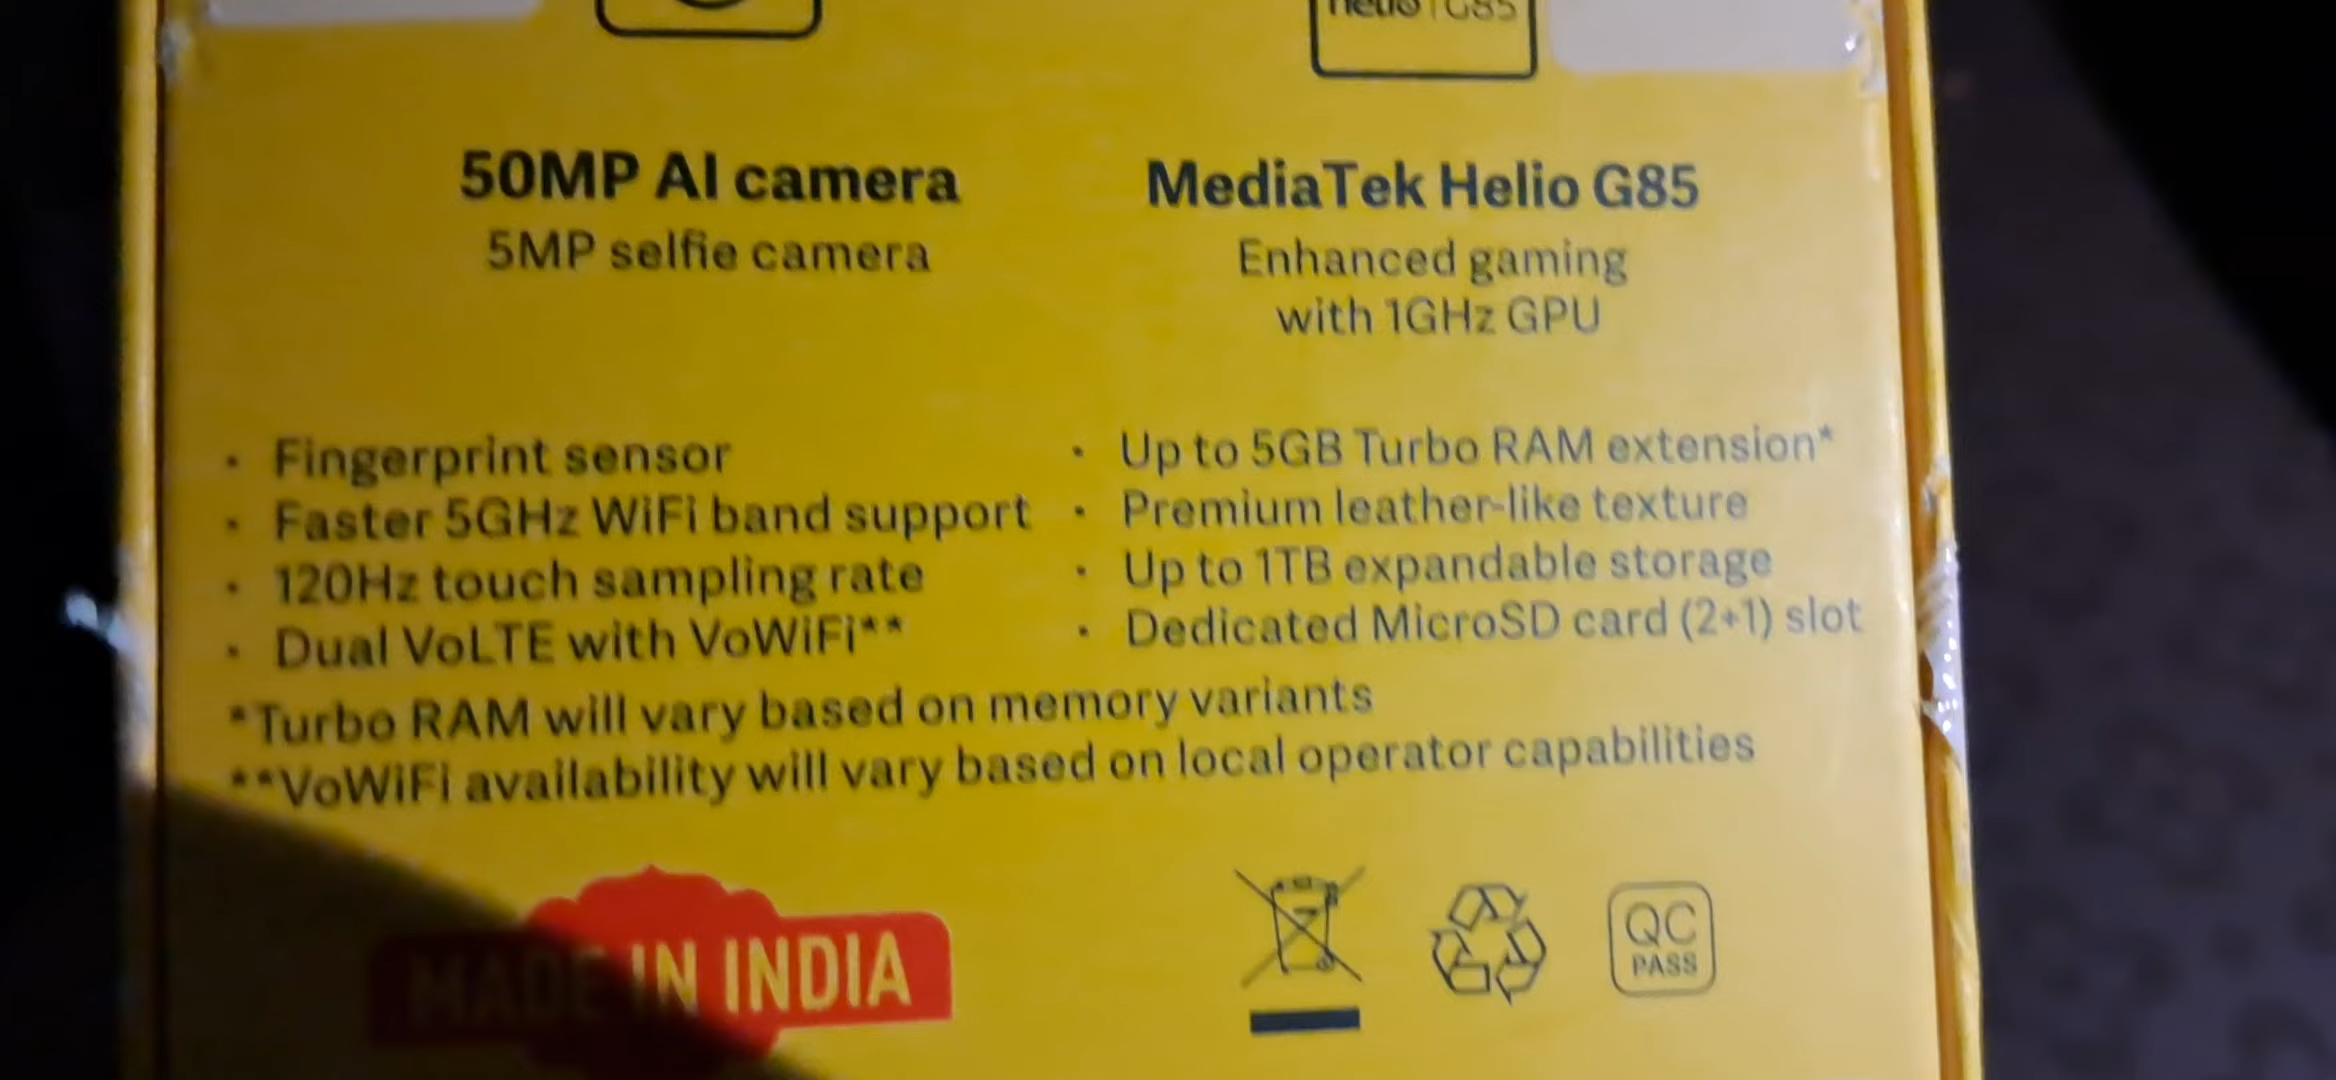 helio G85
50MP AI camera
5MP selfie camera
MediaTek Helio G85
Enhanced gaming
with 1GHz GPU
· Fingerprint sensor
· Faster 5GHz WiFi band support
· 120Hz touch sampling rate
· Dual VoLTE with VoWiFi**
· Up to 5GB Turbo RAM extension*
· Premium leather-like texture
· Up to 1TB expandable storage
· Dedicated MicroSD card (2+1) slot
*Turbo RAM will vary based on memory variants
**VoWiFi availability will vary based on local operator capabilities
MADE IN INDIA
QC
PASS